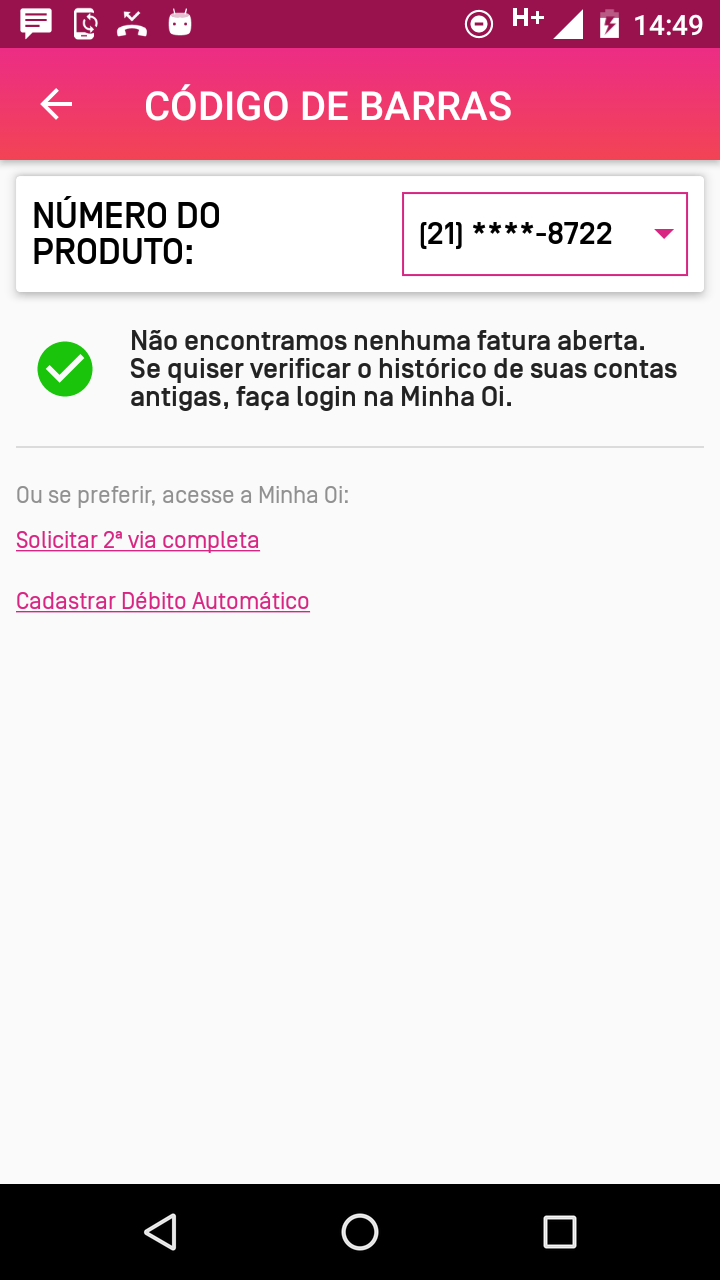 H+ 14:49
CÓDIGO DE BARRAS
NÚMERO DO
PRODUTO:
(21) ****-8722
Não encontramos nenhuma fatura aberta.
Se quiser verificar o histórico de suas contas
antigas, faça login na Minha Oi.
Ou se preferir, acesse a Minha Oi:
Solicitar 2ª via completa
Cadastrar Débito Automático